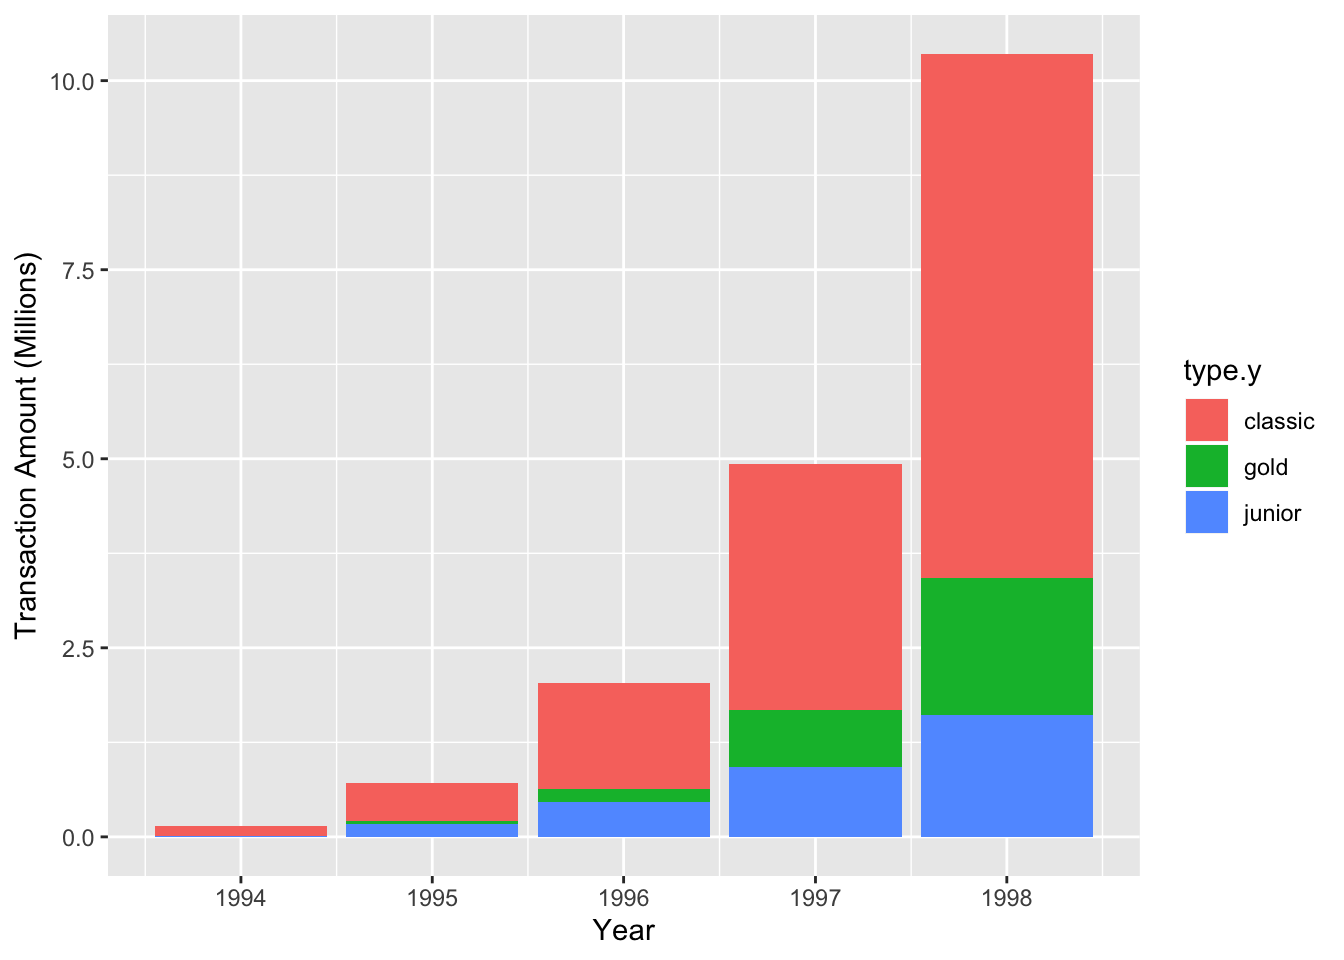 10.0
7.5
5.0
2.5
0.0
Transaction Amount (Millions)
1994 1995 1996 1997 1998
Year
type.y
classic
gold
junior